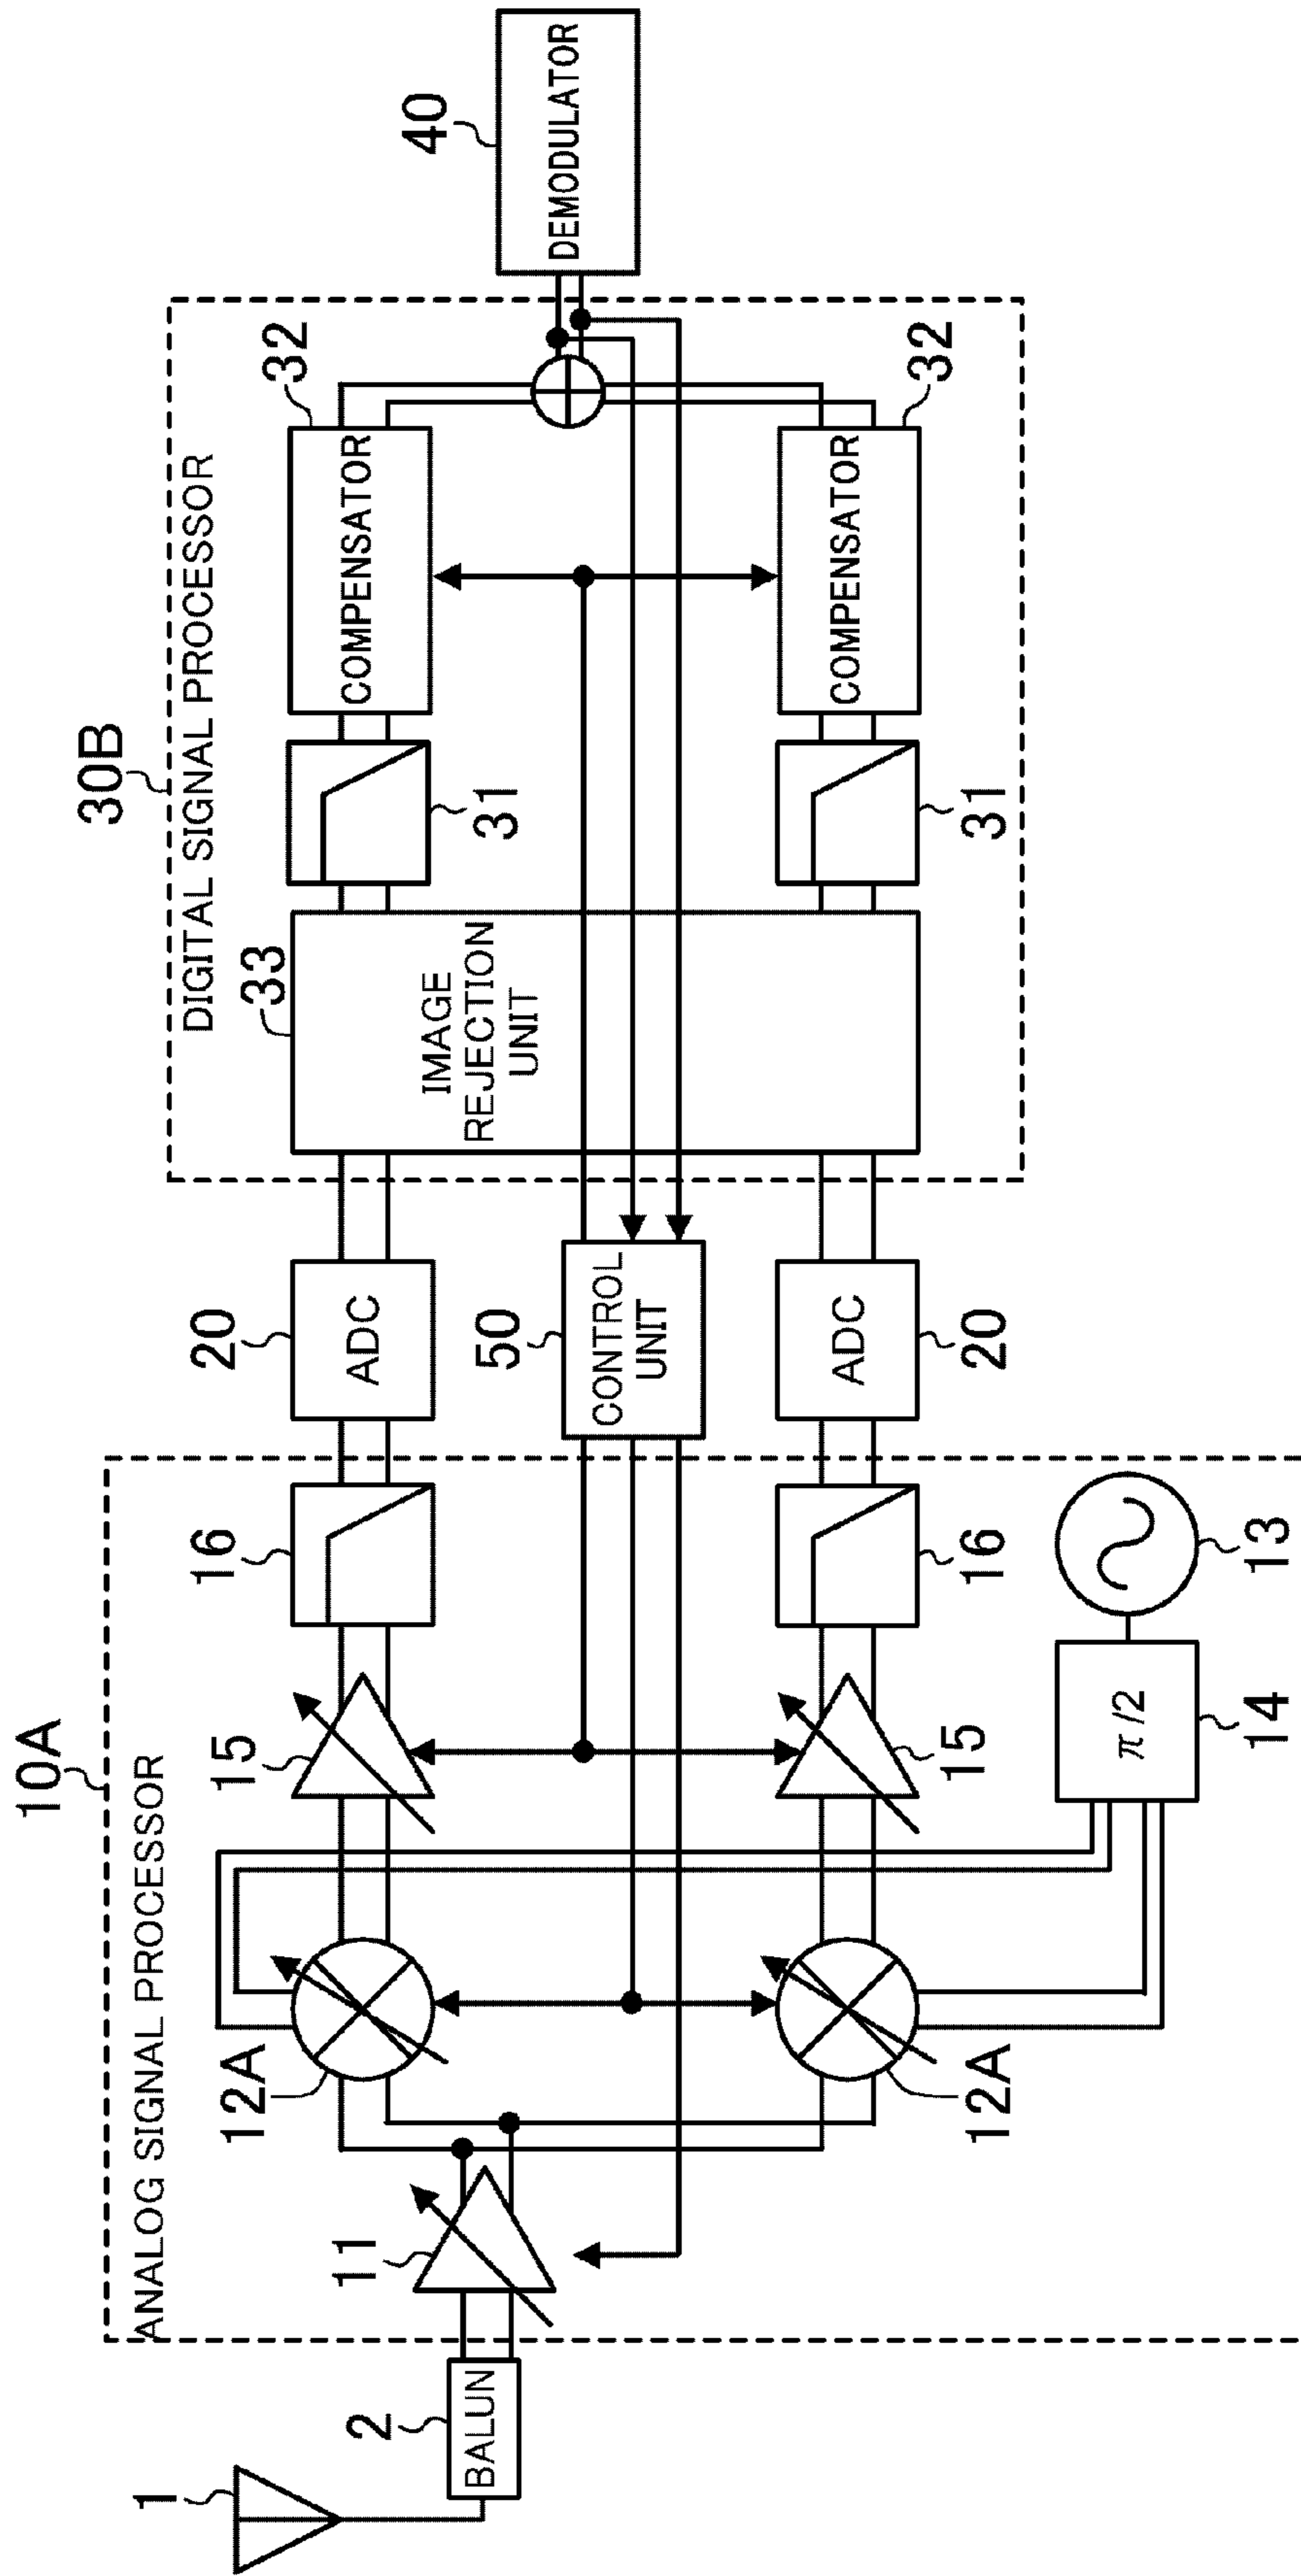 10A
ANALOG SIGNAL PROCESSOR
30B
DIGITAL SIGNAL PROCESSOR
1
2
BALUN
11
12A
15
16
20
ADC
33
IMAGE
REJECTION
UNIT
31
32
COMPENSATOR
40
DEMODULATOR
50
CONTROL
UNIT
12A
15
16
20
ADC
31
32
COMPENSATOR
14
π/2
13